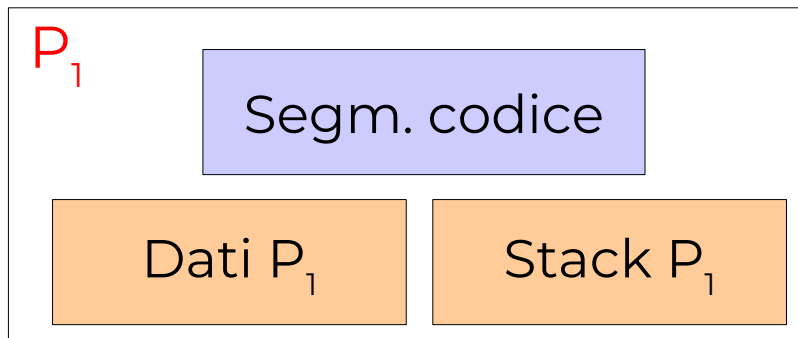 P₁
Segm. codice
Dati P₁
Stack P₁